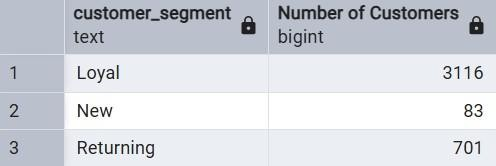 customer_segment Number of Customers
text bigint
1 Loyal 3116
2 New 83
3 Returning 701